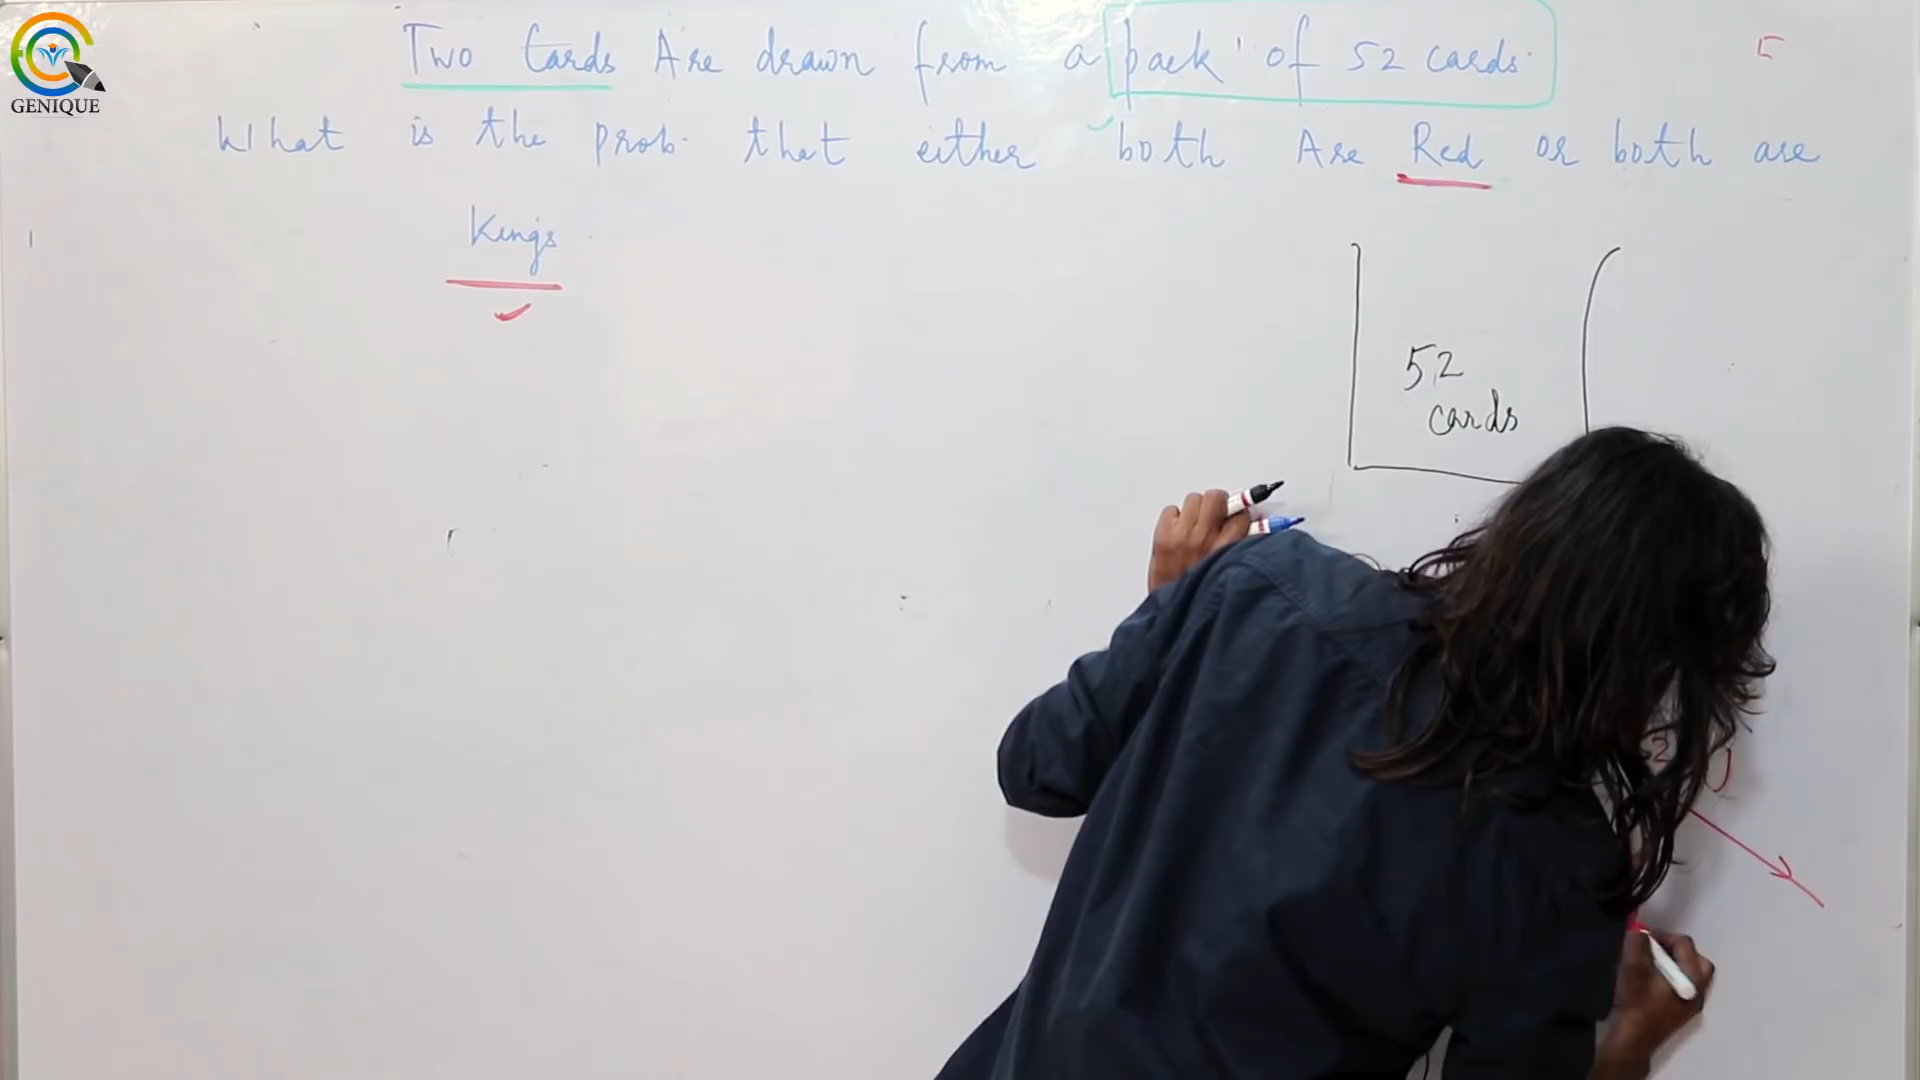 GENIQUE
Two Cards Are drawn from a pack of 52 cards.
5
What is the prob. that either both Are Red or both are
Kings
52
cards